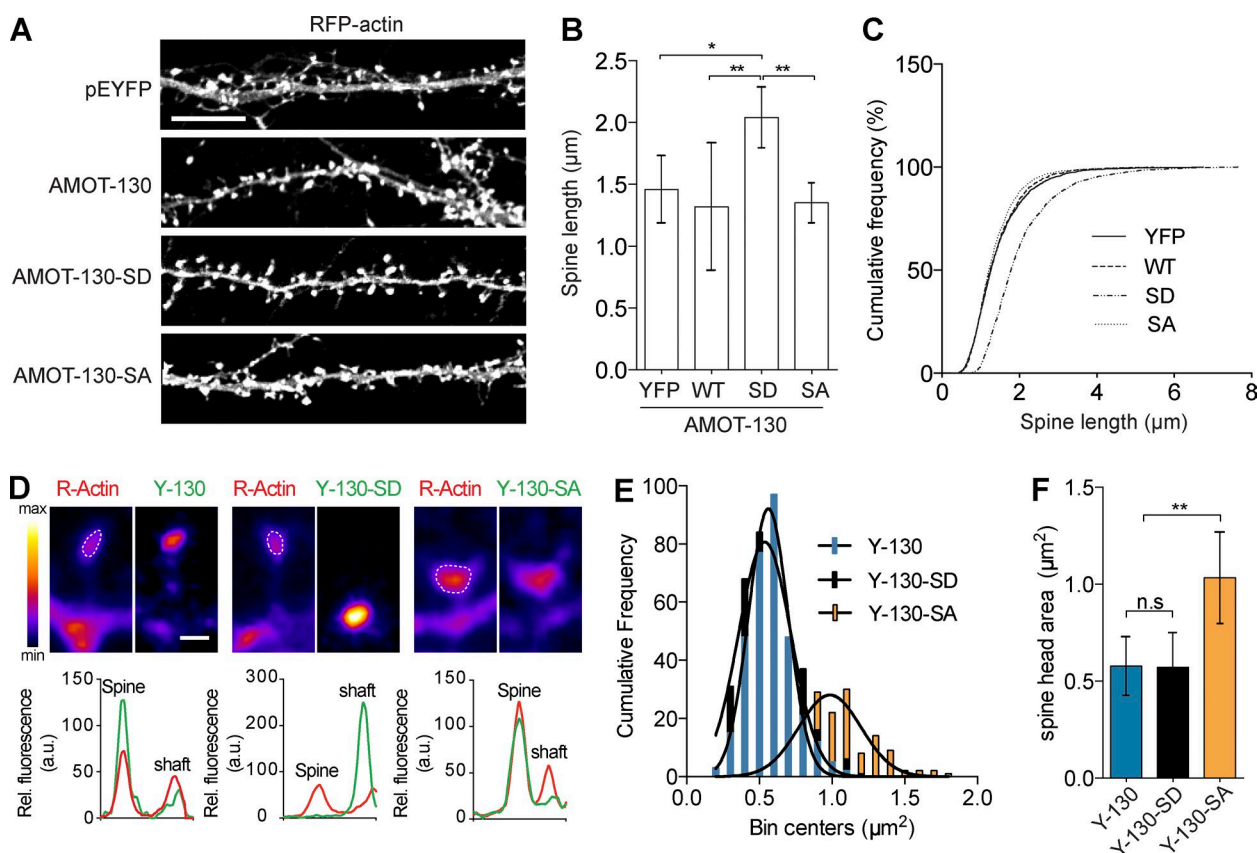 A
RFP-actin
pEYFP
AMOT-130
AMOT-130-SD
AMOT-130-SA
B
Spine length (μm)
2.5
2.0
1.5
1.0
0.5
0.0
*
** **
YFP WT SD SA
AMOT-130
C
Cumulative frequency (%)
150
100
50
0
0 2 4 6 8
Spine length (μm)
YFP
WT
SD
SA
D
R-Actin Y-130 R-Actin Y-130-SD R-Actin Y-130-SA
max
min
Rel. fluorescence (a.u.)
150
100
50
0
Spine
shaft
Rel. fluorescence (a.u.)
300
200
100
0
Spine
shaft
Rel. fluorescence (a.u.)
150
100
50
0
Spine
shaft
E
Cumulative Frequency
100
80
60
40
20
0
0.0 0.5 1.0 1.5 2.0
Bin centers (μm²)
Y-130
Y-130-SD
Y-130-SA
F
spine head area (μm²)
1.5
1.0
0.5
0.0
**
n.s
Y-130
Y-130-SD
Y-130-SA